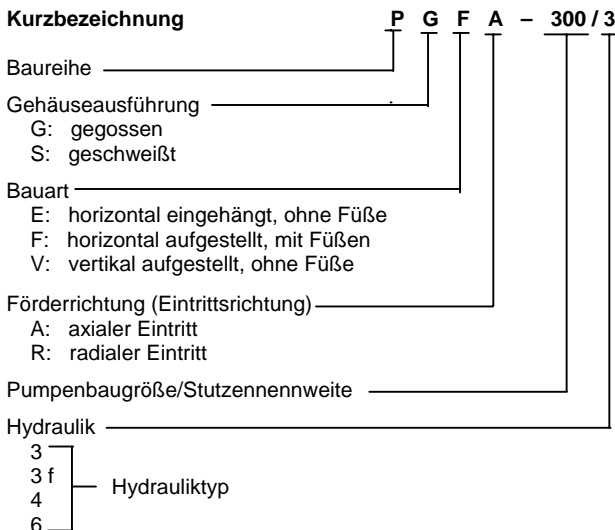 Kurzbezeichnung P G F A – 300 / 3
Baureihe
Gehäuseausführung
G: gegossen
S: geschweißt
Bauart
E: horizontal eingehängt, ohne Füße
F: horizontal aufgestellt, mit Füßen
V: vertikal aufgestellt, ohne Füße
Förderrichtung (Eintrittsrichtung)
A: axialer Eintritt
R: radialer Eintritt
Pumpenbaugröße/Stutzennennweite
Hydraulik
3
3 f
Hydrauliktyp
4
6